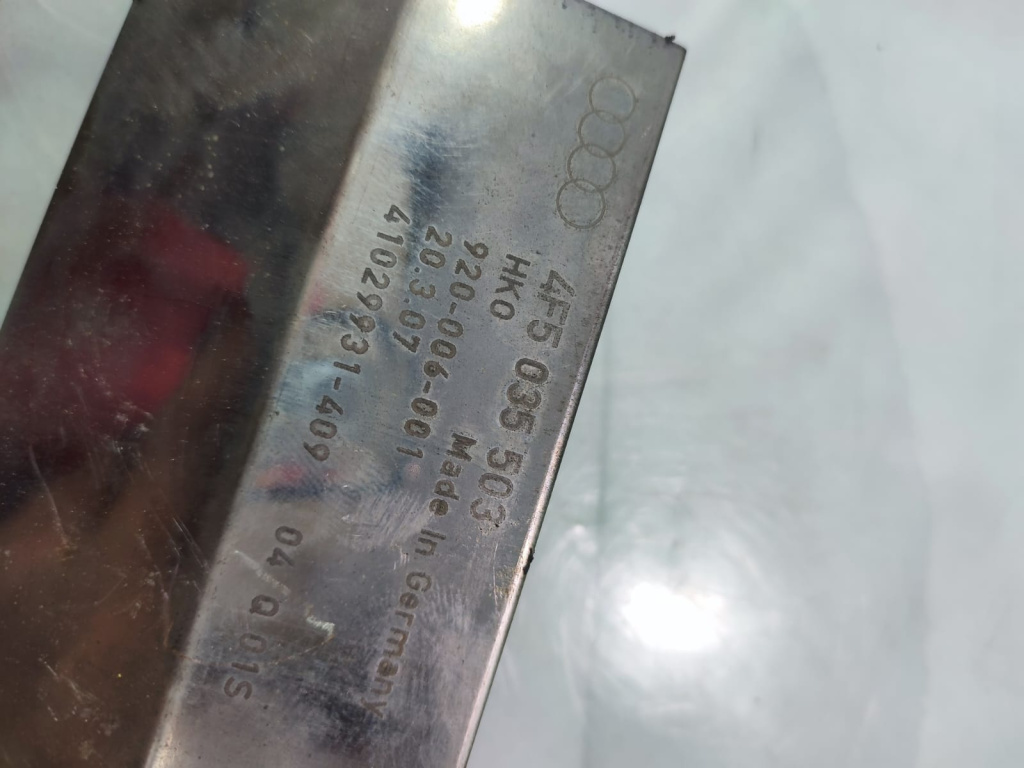 4F5 035 503
HKO
920-006-001 Made In Germany
20.3.07
41029931-409 04 Q 01S